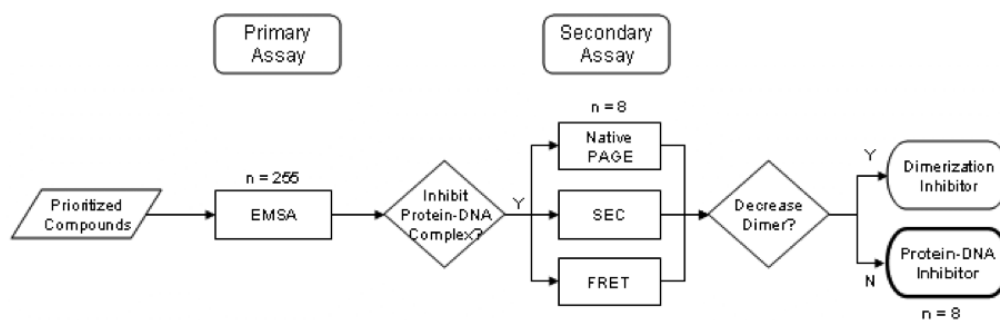 Primary
Assay
Secondary
Assay
n = 8
Native
PAGE
n = 255
Prioritized
Compounds
EMSA
Inhibit
Protein-DNA
Complex?
Y
SEC
FRET
Decrease
Dimer?
Y
Dimerization
Inhibitor
N
Protein-DNA
Inhibitor
n = 8